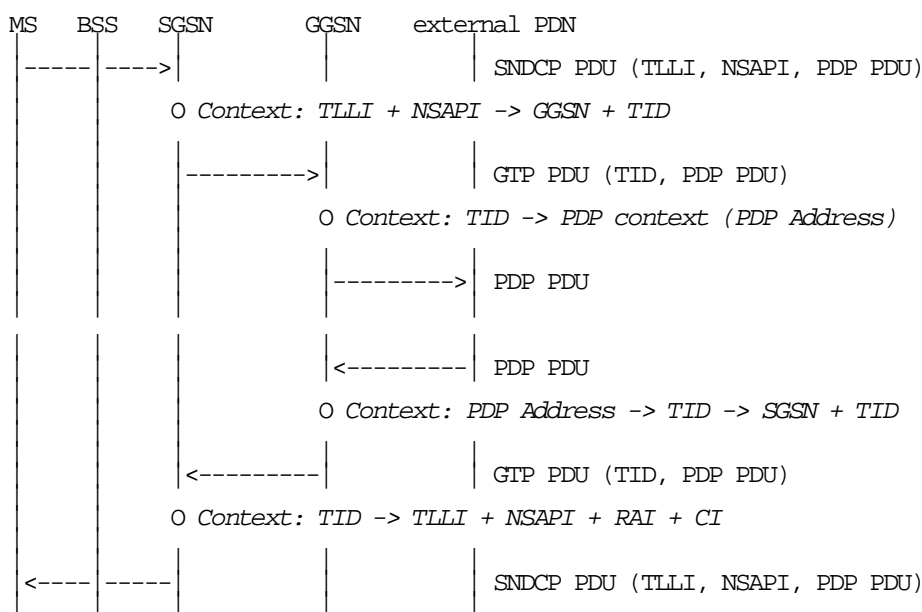 MS BSS SGSN GGSN external PDN
SNDCP PDU (TLLI, NSAPI, PDP PDU)
O Context: TLLI + NSAPI -> GGSN + TID
GTP PDU (TID, PDP PDU)
O Context: TID -> PDP context (PDP Address)
PDP PDU
PDP PDU
O Context: PDP Address -> TID -> SGSN + TID
GTP PDU (TID, PDP PDU)
O Context: TID -> TLLI + NSAPI + RAI + CI
SNDCP PDU (TLLI, NSAPI, PDP PDU)